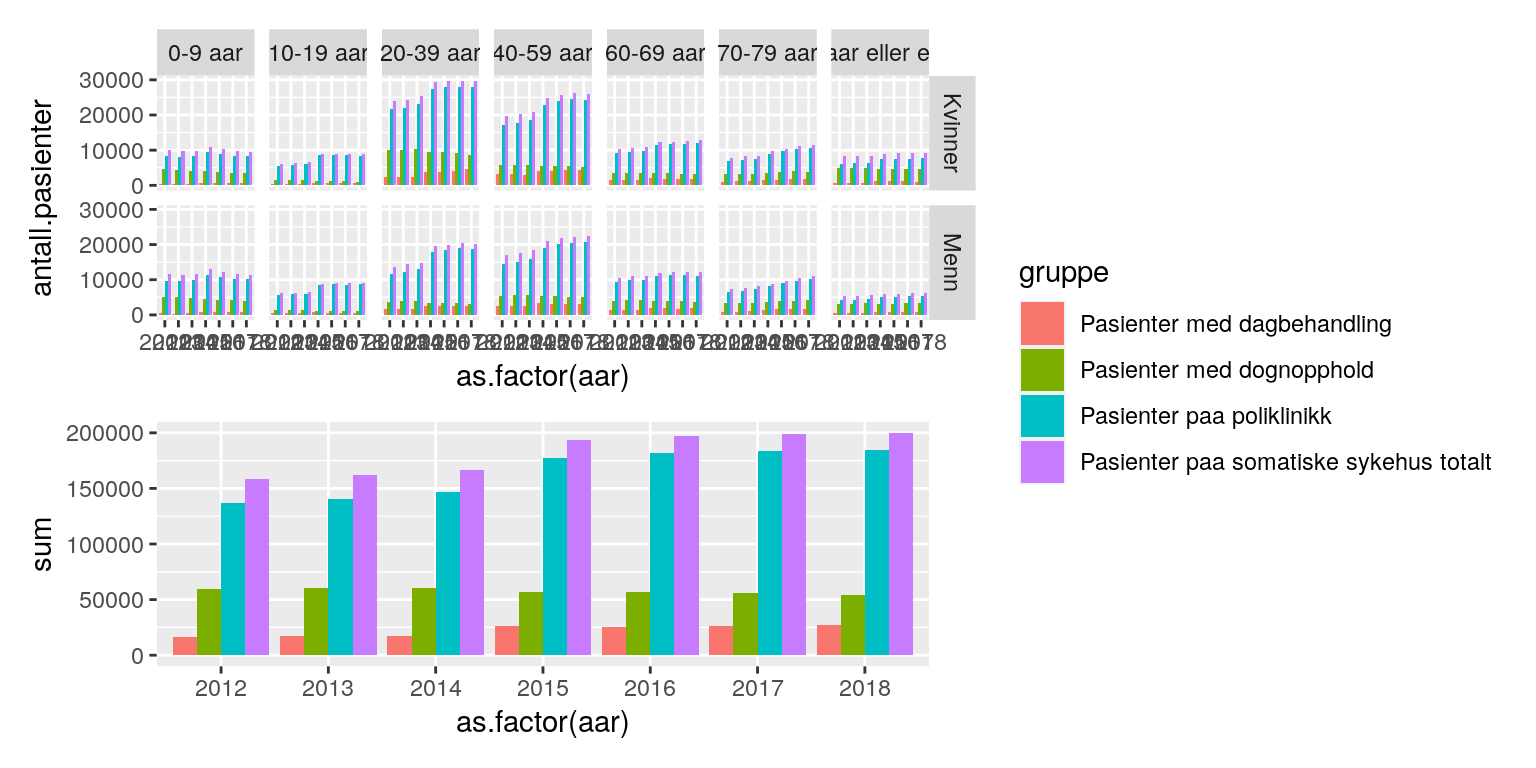 0-9 aar 10-19 aar 20-39 aar 40-59 aar 60-69 aar 70-79 aar aar eller e
30000
20000
10000
0
Kvinner
30000
20000
10000
0
Menn
antall.pasienter
as.factor(aar)
200000
150000
100000
50000
0
sum
2012 2013 2014 2015 2016 2017 2018
as.factor(aar)
gruppe
Pasienter med dagbehandling
Pasienter med dognopphold
Pasienter paa poliklinikk
Pasienter paa somatiske sykehus totalt